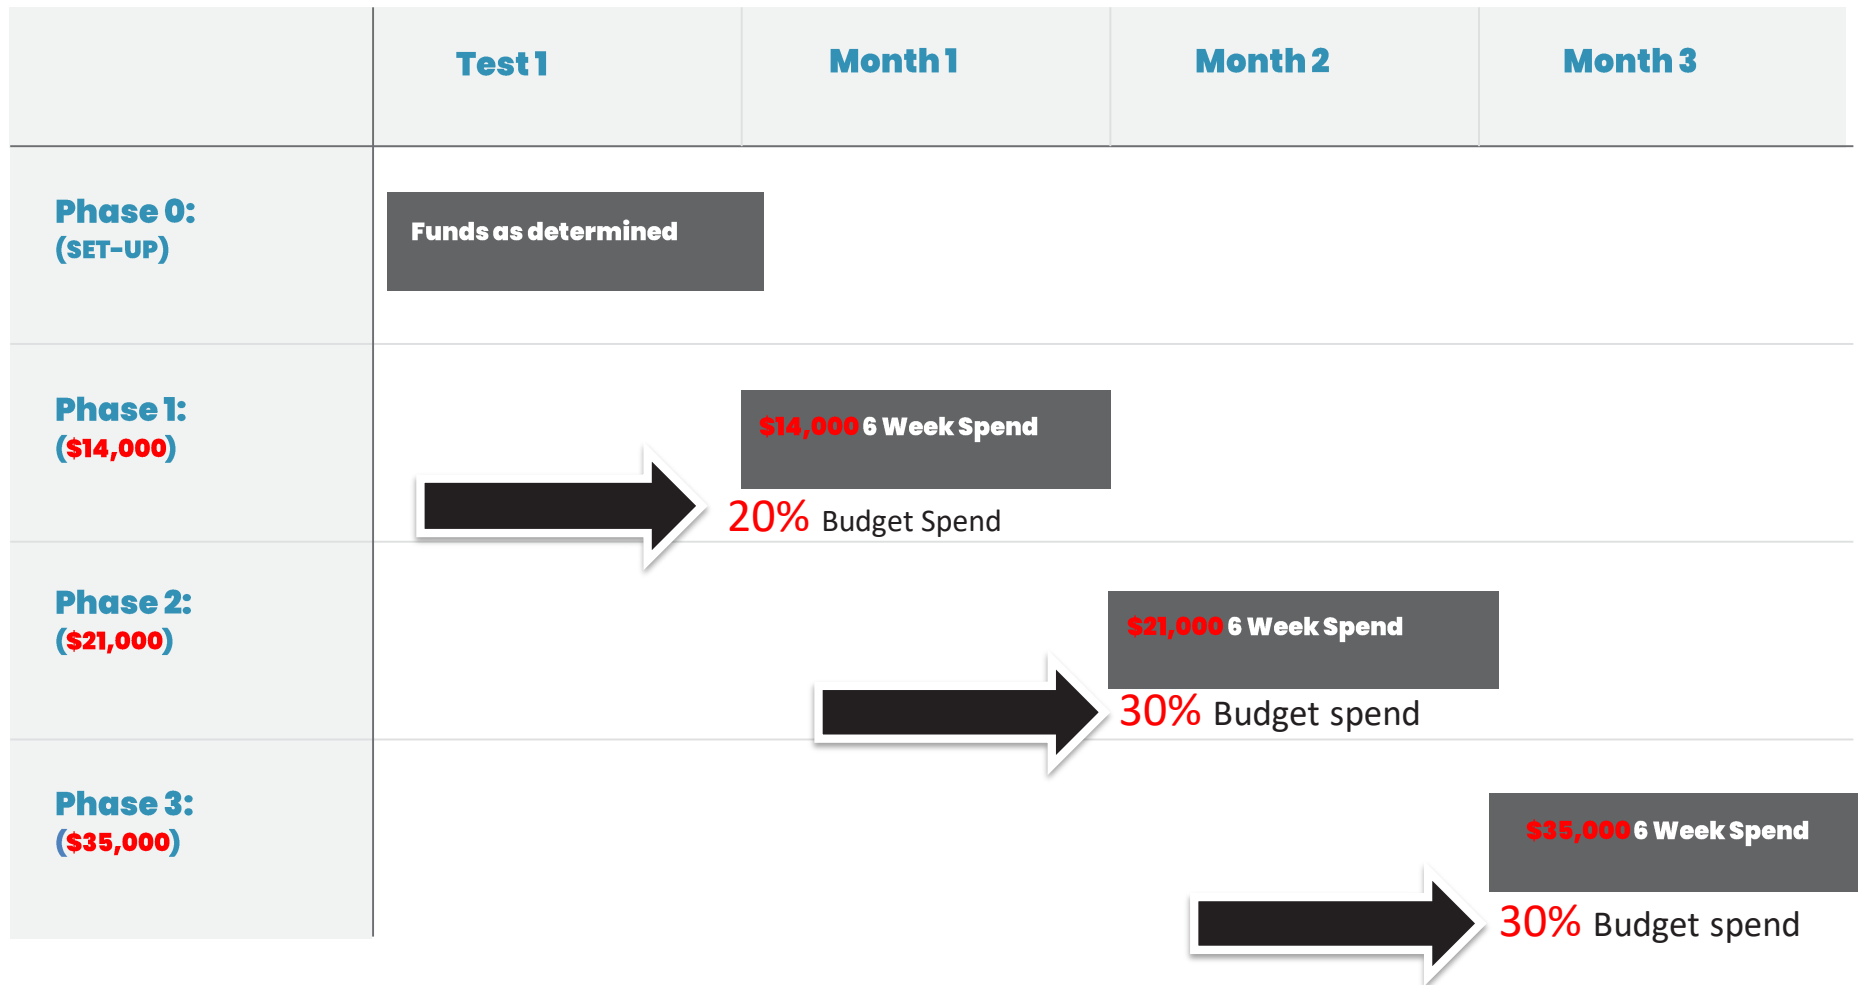 Test 1
Month 1
Month 2
Month 3
Phase 0:
(SET-UP)
Funds as determined
Phase 1:
($14,000)
$14,000 6 Week Spend
20% Budget Spend
Phase 2:
($21,000)
$21,000 6 Week Spend
30% Budget spend
Phase 3:
($35,000)
$35,000 6 Week Spend
30% Budget spend